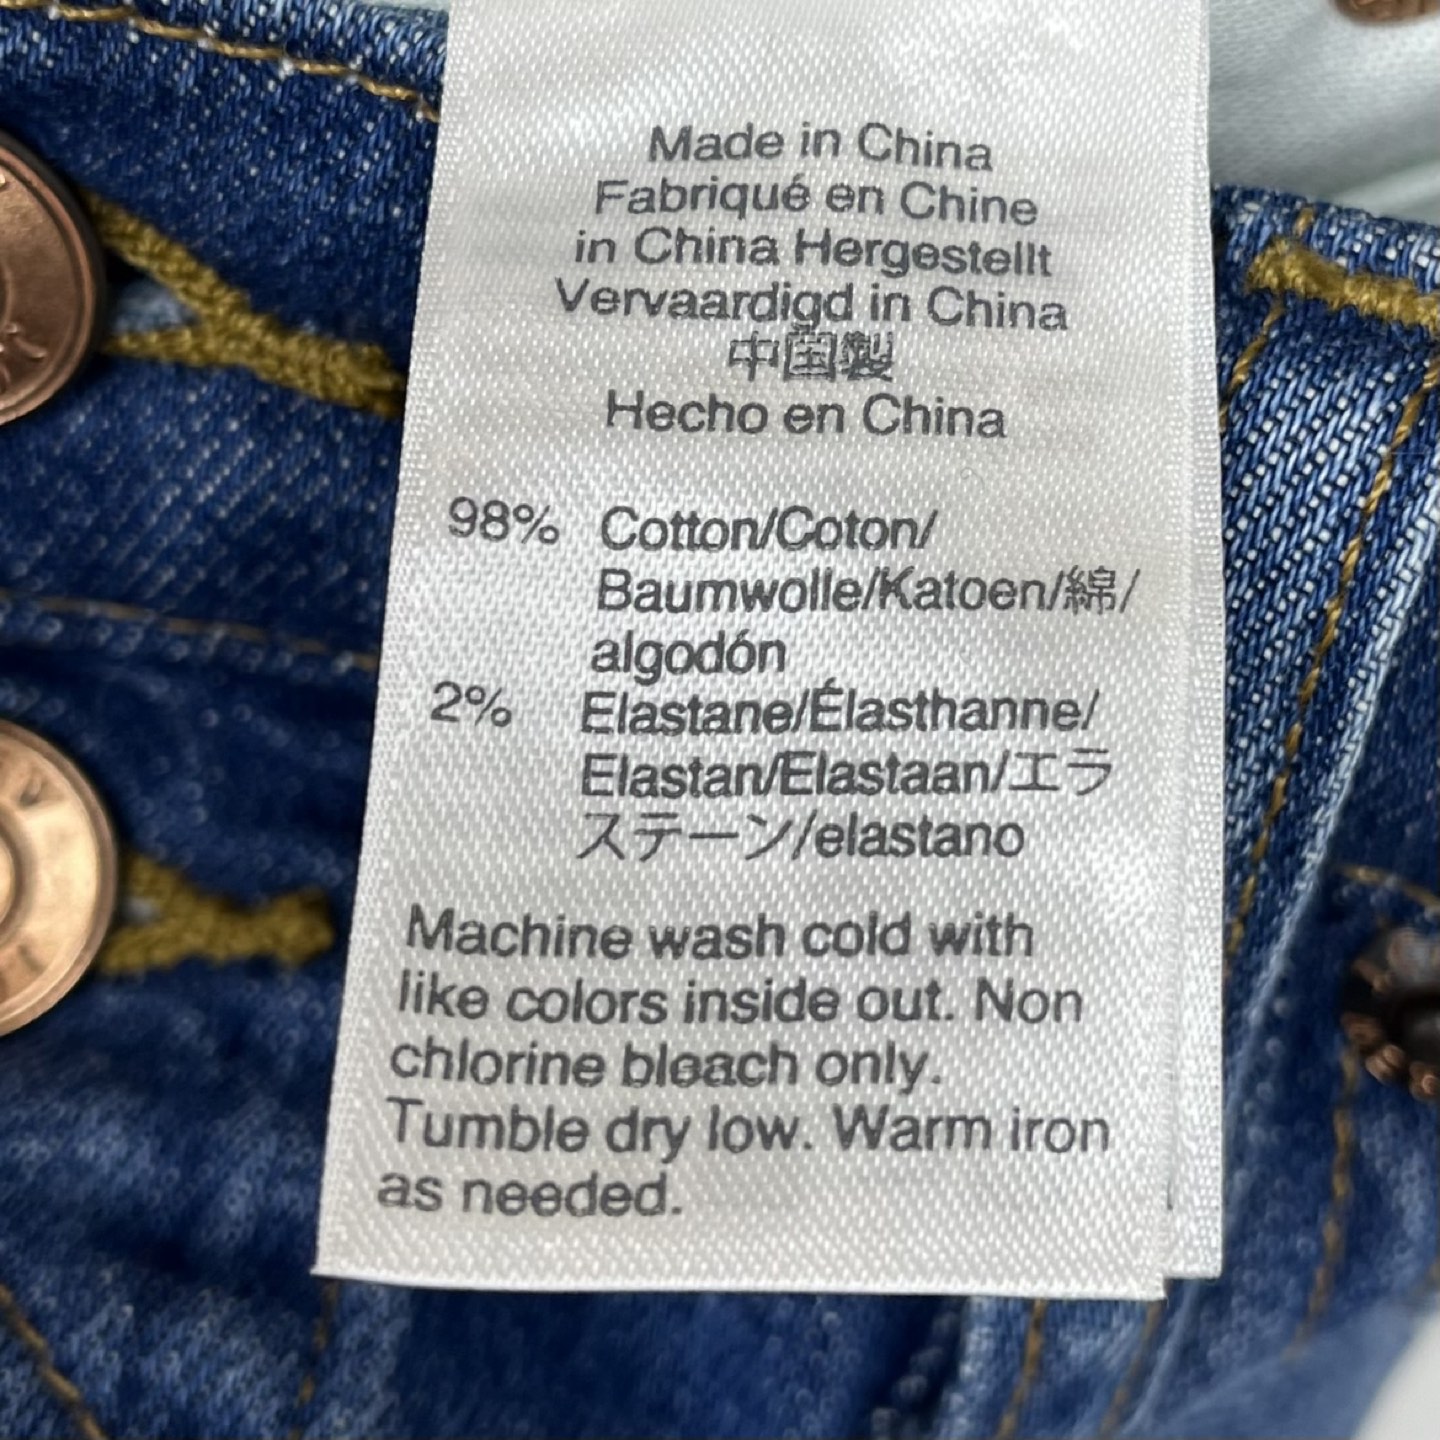 Made in China
Fabriqué en Chine
in China Hergestellt
Vervaardigd in China
中国製
Hecho en China
98% Cotton/Coton/
Baumwolle/Katoen/綿/
algodón
2% Elastane/Élasthanne/
Elastan/Elastaan/エラ
ステーン/elastano
Machine wash cold with
like colors inside out. Non
chlorine bleach only.
Tumble dry low. Warm iron
as needed.